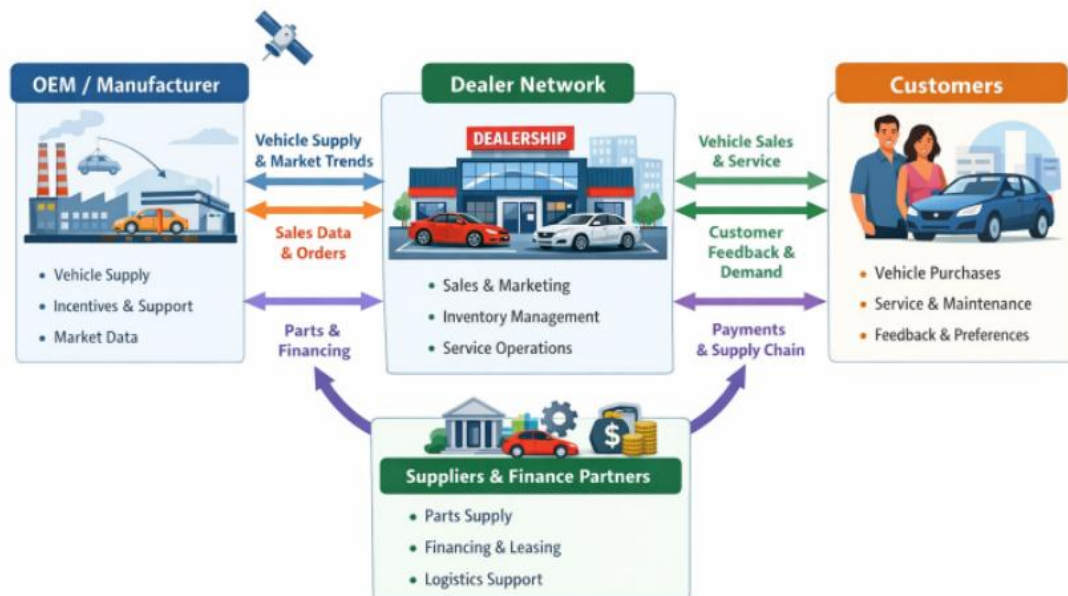 OEM / Manufacturer
Dealer Network
Customers
DEALERSHIP
Vehicle Supply
& Market Trends
Sales Data
& Orders
Parts &
Financing
Vehicle Sales
& Service
Customer
Feedback &
Demand
Payments
& Supply Chain
• Vehicle Supply
• Incentives & Support
• Market Data
• Sales & Marketing
• Inventory Management
• Service Operations
• Vehicle Purchases
• Service & Maintenance
• Feedback & Preferences
$
Suppliers & Finance Partners
• Parts Supply
• Financing & Leasing
• Logistics Support